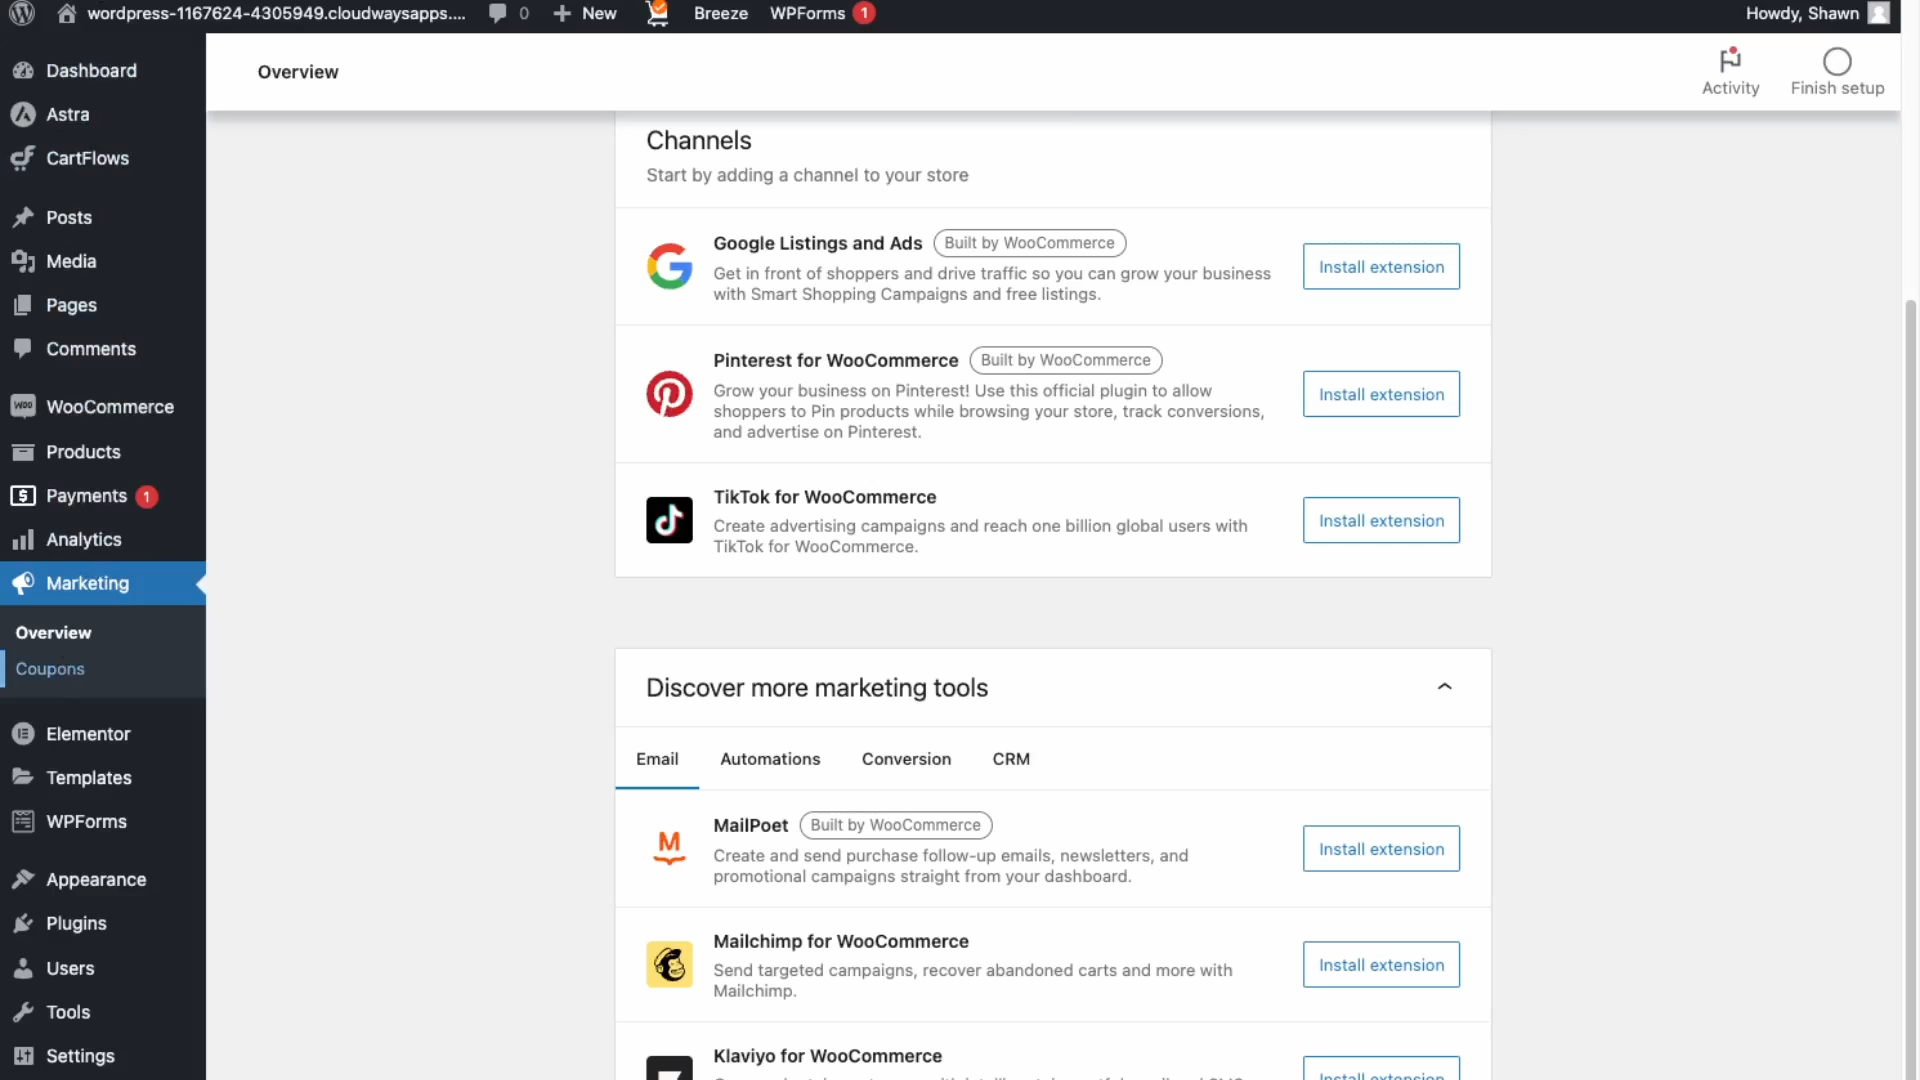 wordpress-1167624-4305949.cloudwaysapps.... 0 New Breeze WPForms 1 Howdy, Shawn
Dashboard
Astra
CartFlows
Posts
Media
Pages
Comments
WooCommerce
Products
Payments 1
Analytics
Marketing
Overview
Coupons
Elementor
Templates
WPForms
Appearance
Plugins
Users
Tools
Settings
Overview
Activity
Finish setup
Channels
Start by adding a channel to your store
Google Listings and Ads Built by WooCommerce
Get in front of shoppers and drive traffic so you can grow your business
with Smart Shopping Campaigns and free listings.
Install extension
Pinterest for WooCommerce Built by WooCommerce
Grow your business on Pinterest! Use this official plugin to allow
shoppers to Pin products while browsing your store, track conversions,
and advertise on Pinterest.
Install extension
TikTok for WooCommerce
Create advertising campaigns and reach one billion global users with
TikTok for WooCommerce.
Install extension
Discover more marketing tools
Email Automations Conversion CRM
MailPoet Built by WooCommerce
Create and send purchase follow-up emails, newsletters, and
promotional campaigns straight from your dashboard.
Install extension
Mailchimp for WooCommerce
Send targeted campaigns, recover abandoned carts and more with
Mailchimp.
Install extension
Klaviyo for WooCommerce
Install extension